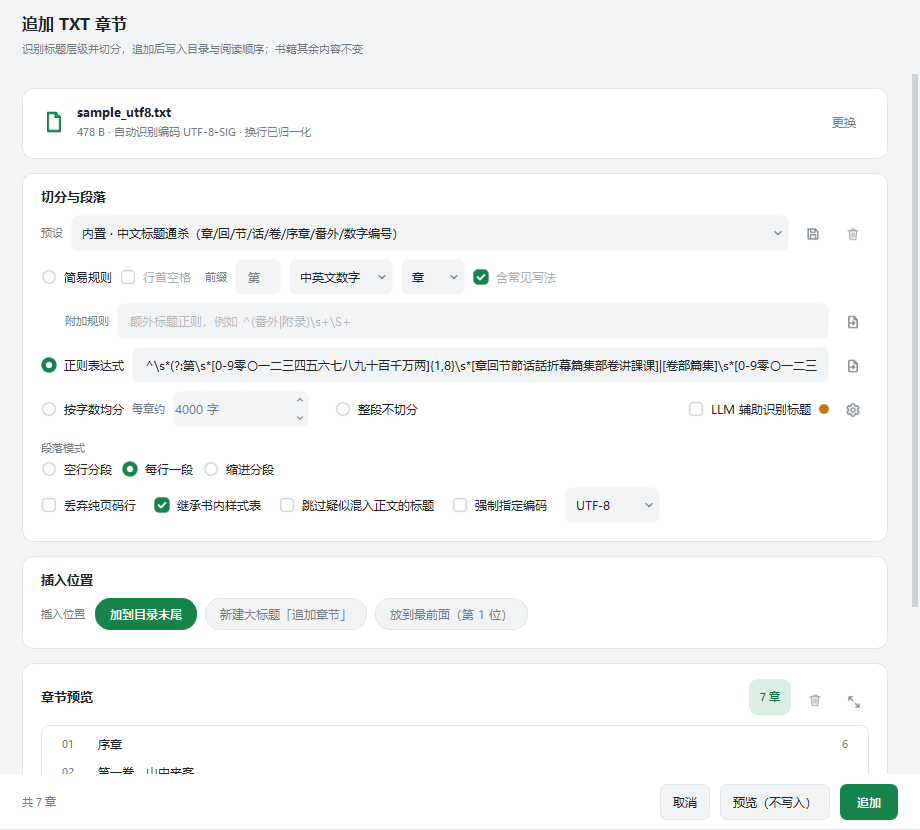 追加 TXT 章节
识别标题层级并切分，追加后写入目录与阅读顺序；书籍其余内容不变
sample_utf8.txt
478 B · 自动识别编码 UTF-8-SIG · 换行已归一化
更换
切分与段落
预设 内置 · 中文标题通杀（章/回/节/话/卷/序章/番外/数字编号）
简易规则 行首空格 前缀 第 中英文数字 章 含常见写法
附加规则 额外标题正则，例如 ^(番外|附录)\s+\S+
正则表达式 ^\s*(?:第\s*[0-9零〇一二三四五六七八九十百千万两]{1,8}\s*[章回节節话話折幕篇集部卷讲課课]|[卷部篇集]\s*[0-9零〇一二三
按字数均分 每章约 4000 字 整段不切分 LLM 辅助识别标题
段落模式
空行分段 每行一段 缩进分段
丢弃纯页码行 继承书内样式表 跳过疑似混入正文的标题 强制指定编码 UTF-8
插入位置
插入位置 加到目录末尾 新建大标题「追加章节」 放到最前面（第 1 位）
章节预览 7 章
01 序章 6
02 第一卷 山中来客
共 7 章 取消 预览（不写入） 追加